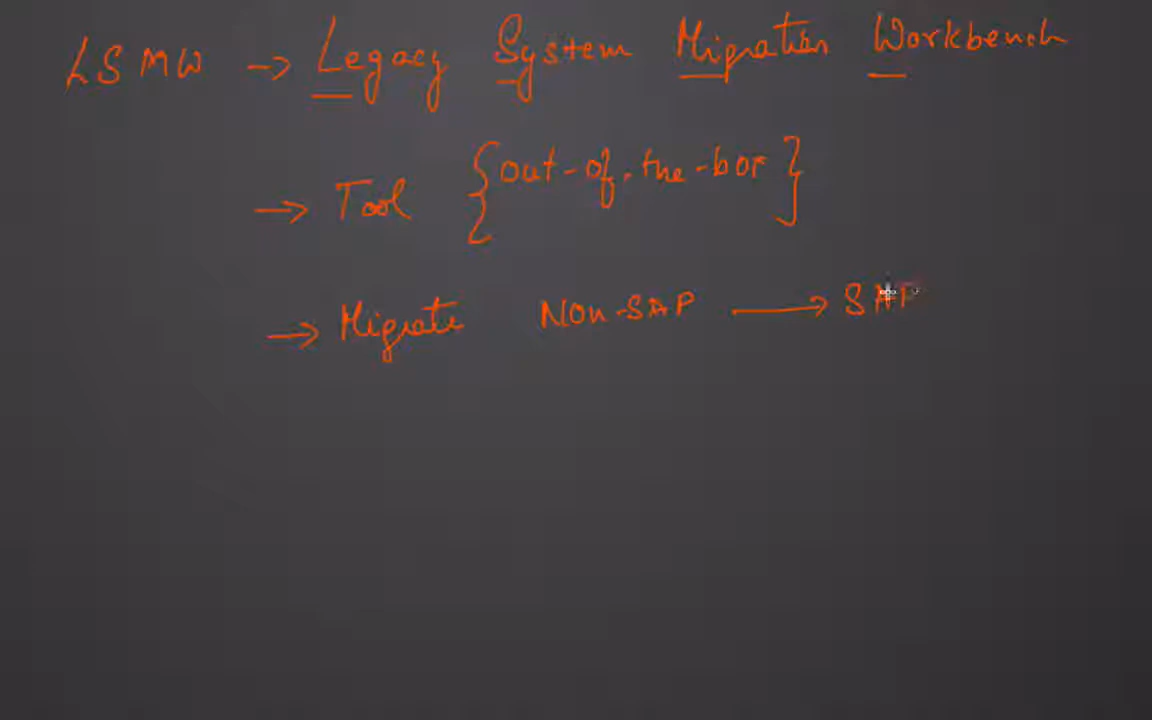 LSMW → Legacy System Migration Workbench
→ Tool {out-of-the-box}
→ Migrate Non-SAP → SAP